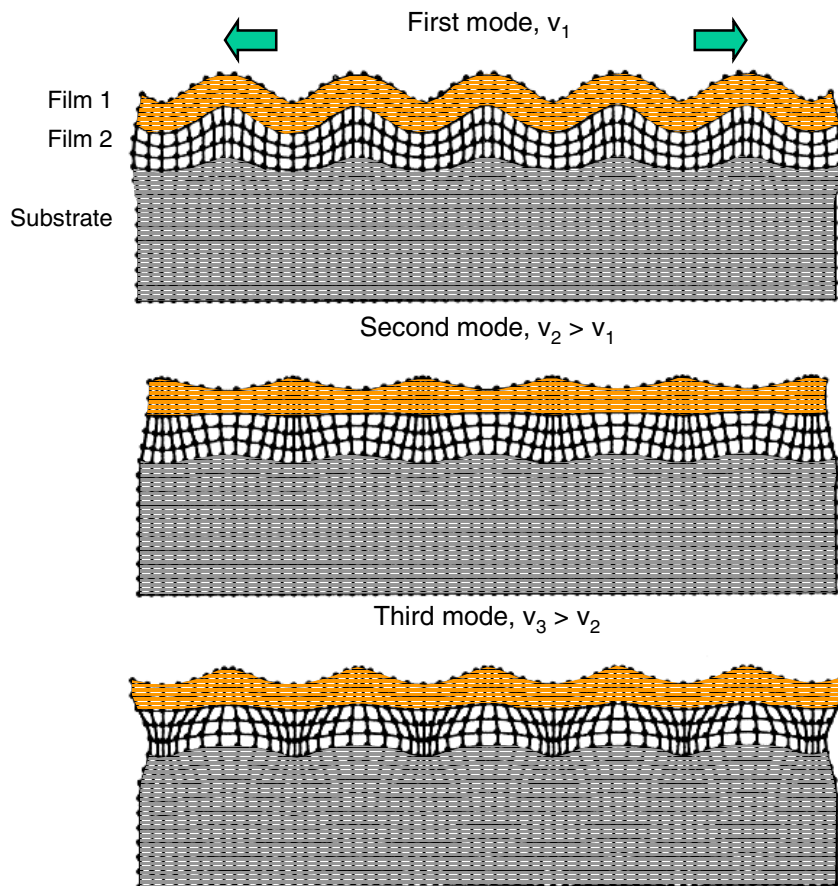 First mode, v₁
Film 1
Film 2
Substrate
Second mode, v₂ > v₁
Third mode, v₃ > v₂